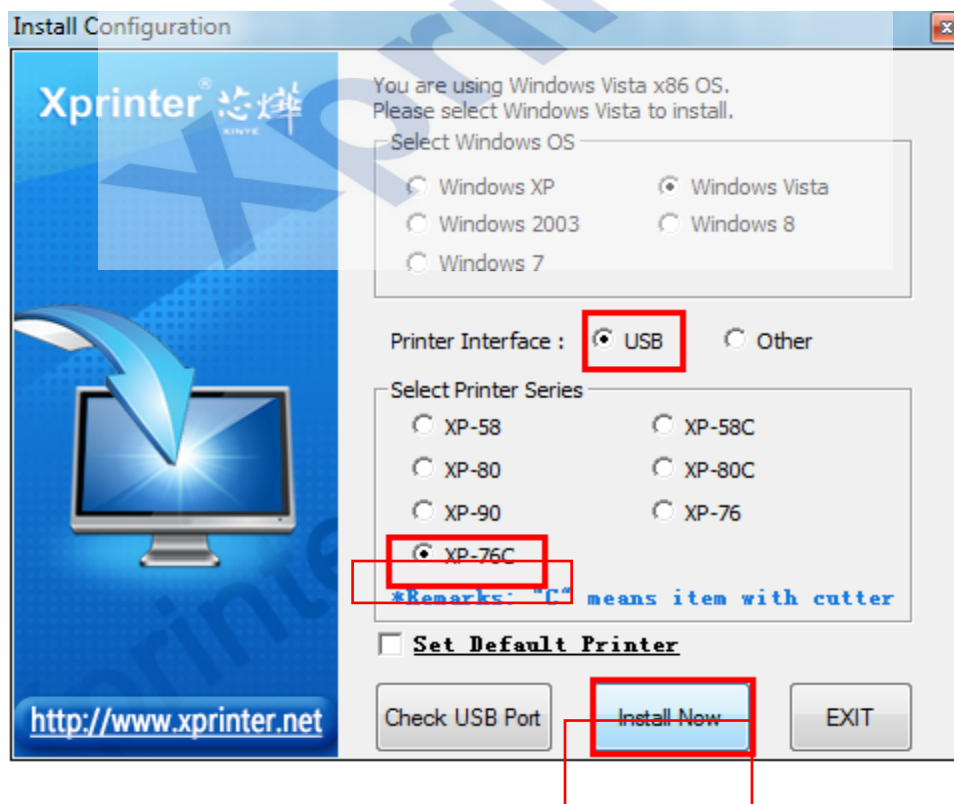 Install Configuration
Xprinter® 芯烨
XINYE
You are using Windows Vista x86 OS.
Please select Windows Vista to install.
Select Windows OS
Windows XP Windows Vista
Windows 2003 Windows 8
Windows 7
Printer Interface : USB Other
Select Printer Series
XP-58 XP-58C
XP-80 XP-80C
XP-90 XP-76
XP-76C
*Remarks: "C" means item with cutter
Set Default Printer
http://www.xprinter.net
Check USB Port Install Now EXIT